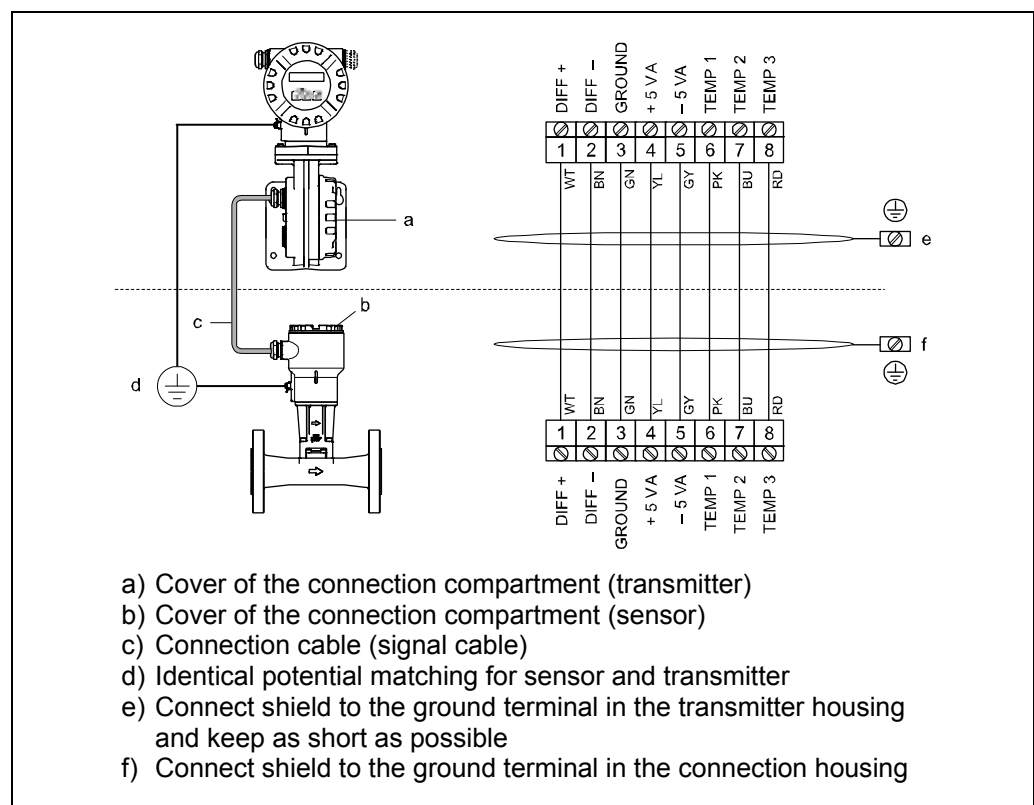 DIFF +
DIFF –
GROUND
+ 5 VA
– 5 VA
TEMP 1
TEMP 2
TEMP 3
1 2 3 4 5 6 7 8
WT
BN
GN
YL
GY
PK
BU
RD
a
e
b
c
f
d
WT
BN
GN
YL
GY
PK
BU
RD
1 2 3 4 5 6 7 8
DIFF +
DIFF –
GROUND
+ 5 VA
– 5 VA
TEMP 1
TEMP 2
TEMP 3
a) Cover of the connection compartment (transmitter)
b) Cover of the connection compartment (sensor)
c) Connection cable (signal cable)
d) Identical potential matching for sensor and transmitter
e) Connect shield to the ground terminal in the transmitter housing
and keep as short as possible
f) Connect shield to the ground terminal in the connection housing